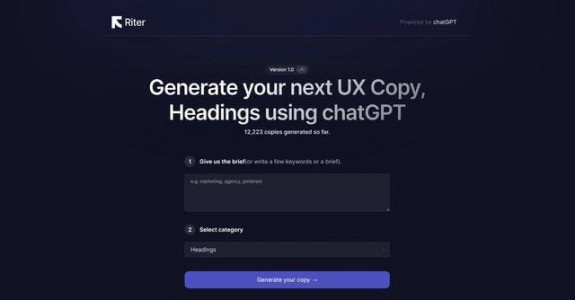 Riter
Powered by chatGPT
Version 1.0
Generate your next UX Copy,
Headings using chatGPT
12,223 copies generated so far.
1 Give us the brief(or write a few keywords or a brief).
e.g. marketing, agency, pinterest
2 Select category
Headings
Generate your copy →